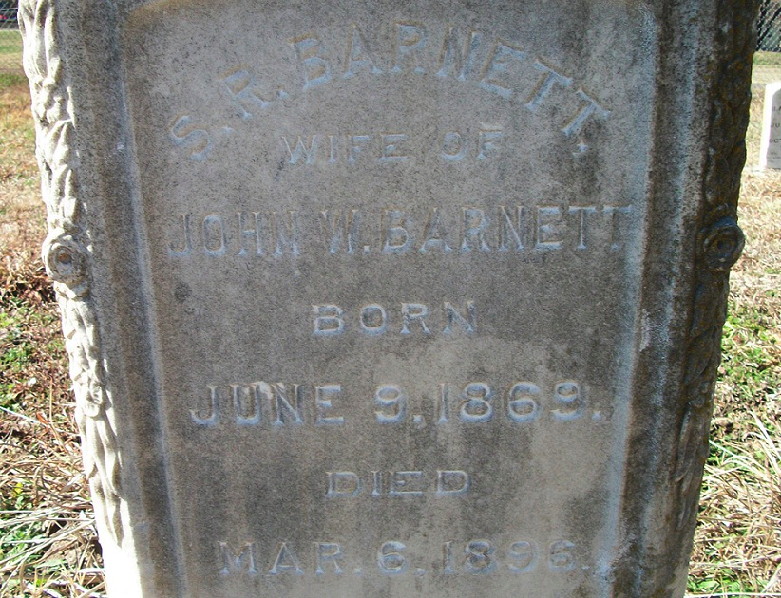 S. R. BARNETT.
WIFE OF
JOHN W. BARNETT
BORN
JUNE 9, 1869.
DIED
MAR. 6, 1896.